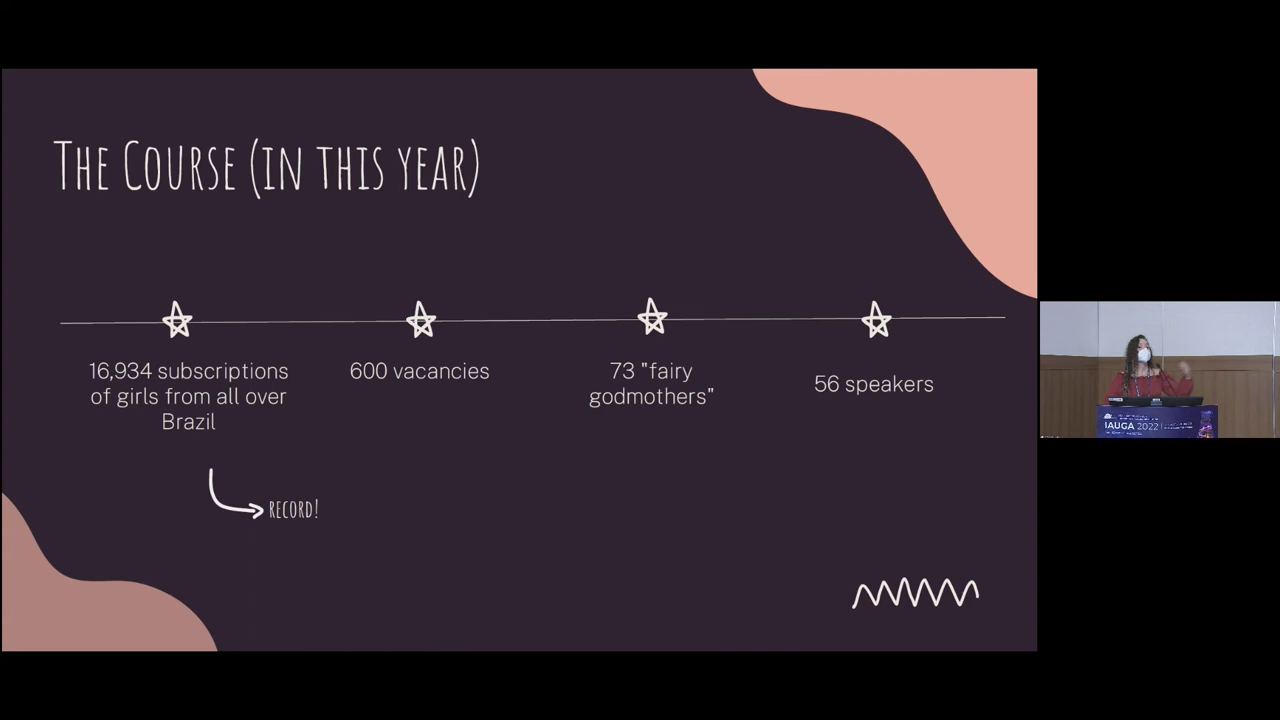 THE COURSE (IN THIS YEAR)
16,934 subscriptions
of girls from all over
Brazil
600 vacancies
73 "fairy
godmothers"
56 speakers
RECORD!
IAUGA 2022